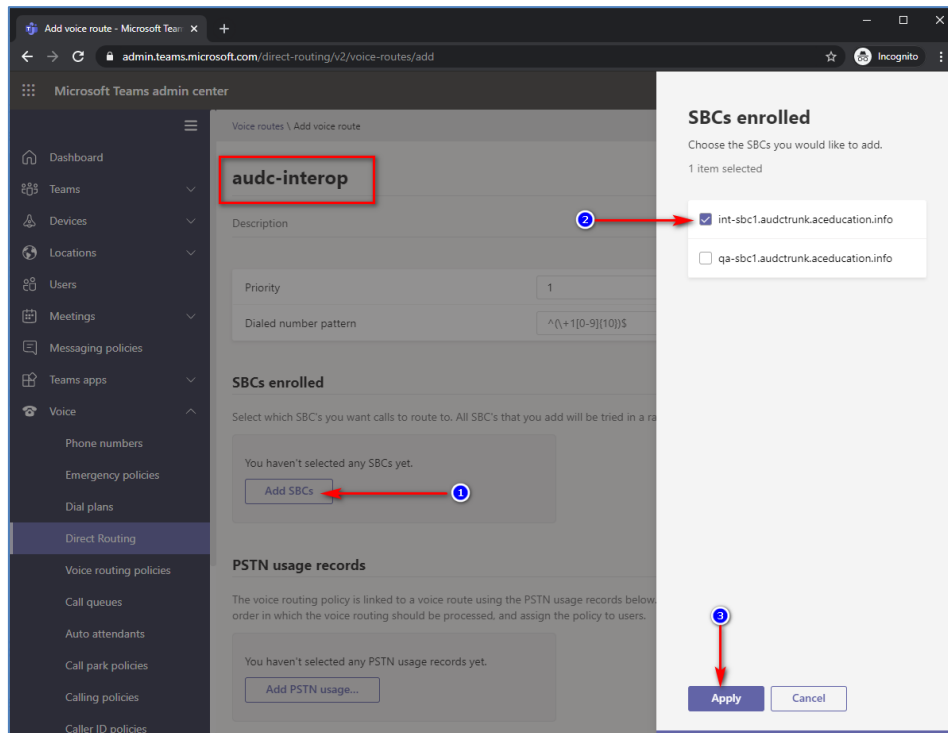 Add voice route - Microsoft Team
admin.teams.microsoft.com/direct-routing/v2/voice-routes/add
Incognito
Microsoft Teams admin center
Dashboard
Teams
Devices
Locations
Users
Meetings
Messaging policies
Teams apps
Voice
Phone numbers
Emergency policies
Dial plans
Direct Routing
Voice routing policies
Call queues
Auto attendants
Call park policies
Calling policies
Caller ID policies
Voice routes \ Add voice route
audc-interop
Description
Priority
1
Dialed number pattern
^(\+1[0-9]{10})$
SBCs enrolled
Select which SBC's you want calls to route to. All SBC's that you add will be tried in a ra
You haven't selected any SBCs yet.
Add SBCs
1
PSTN usage records
The voice routing policy is linked to a voice route using the PSTN usage records below.
order in which the voice routing should be processed, and assign the policy to users.
You haven't selected any PSTN usage records yet.
Add PSTN usage...
SBCs enrolled
Choose the SBCs you would like to add.
1 item selected
2
int-sbc1.audctrunk.aceducation.info
qa-sbc1.audctrunk.aceducation.info
3
Apply
Cancel